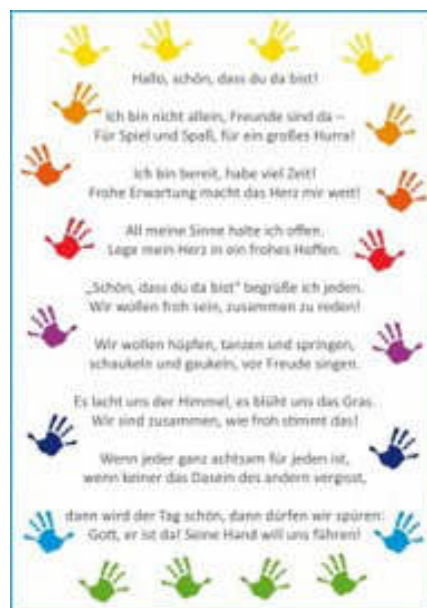 Hallo, schön, dass du da bist!
Ich bin nicht allein, Freunde sind da –
Für Spiel und Spaß, für ein großes Hurra!
Ich bin bereit, habe viel Zeit!
Frohe Erwartung macht das Herz mir weit!
All meine Sinne halte ich offen.
Lege mein Herz in ein frohes Hoffen.
„Schön, dass du da bist“ begrüße ich jeden.
Wir wollen froh sein, zusammen zu reden!
Wir wollen hüpfen, tanzen und springen,
schaukeln und gaukeln, vor Freude singen.
Es lacht uns der Himmel, es blüht uns das Gras.
Wir sind zusammen, wie froh stimmt das!
Wenn jeder ganz achtsam für jeden ist,
wenn keiner das Dasein des andern vergisst,
dann wird der Tag schön, dann dürfen wir spüren:
Gott, er ist da! Seine Hand will uns führen!